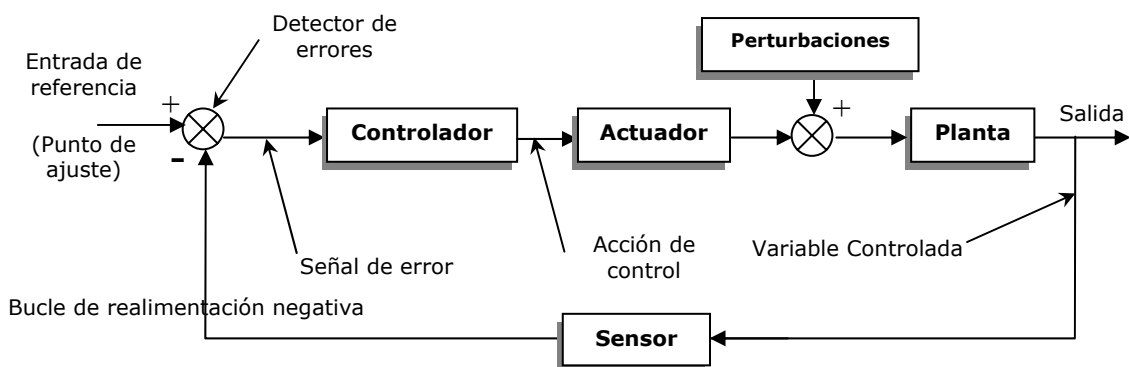 Detector de
errores
Perturbaciones
Entrada de
referencia
+
(Punto de
ajuste)
-
Controlador
Actuador
+
Planta
Salida
Señal de error
Acción de
control
Variable Controlada
Bucle de realimentación negativa
Sensor